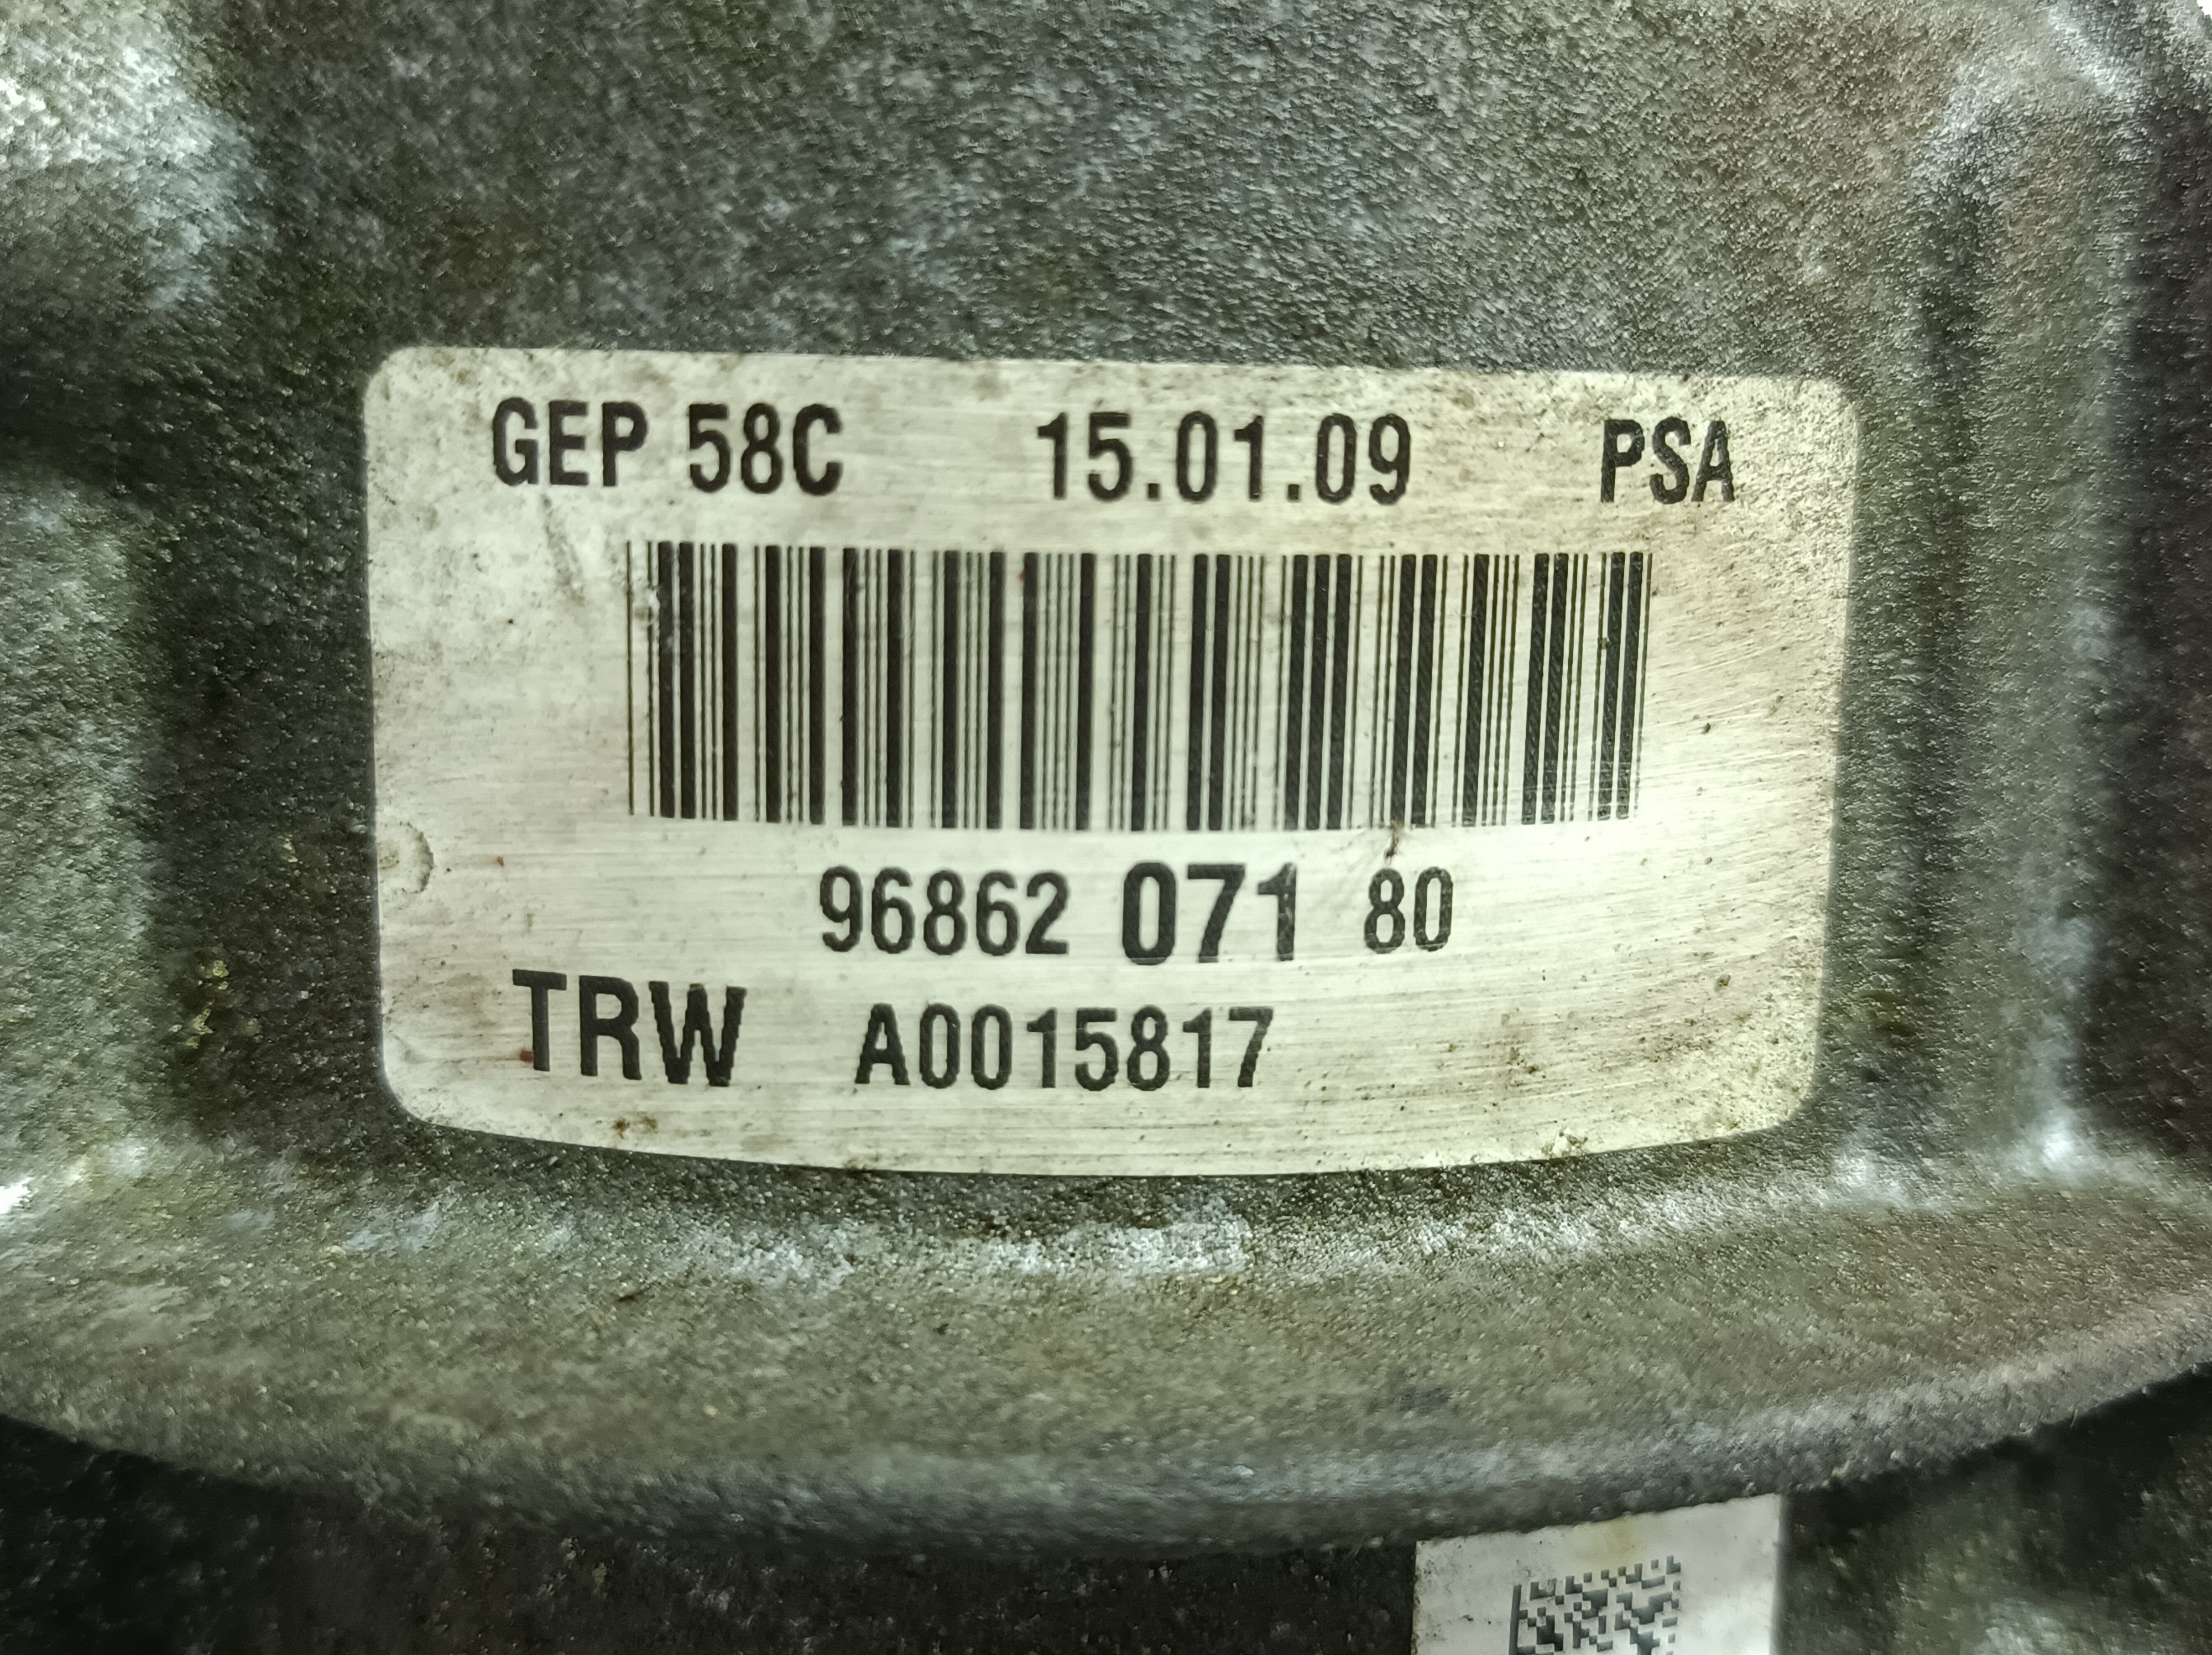 GEP 58C 15.01.09 PSA
96862 071 80
TRW A0015817